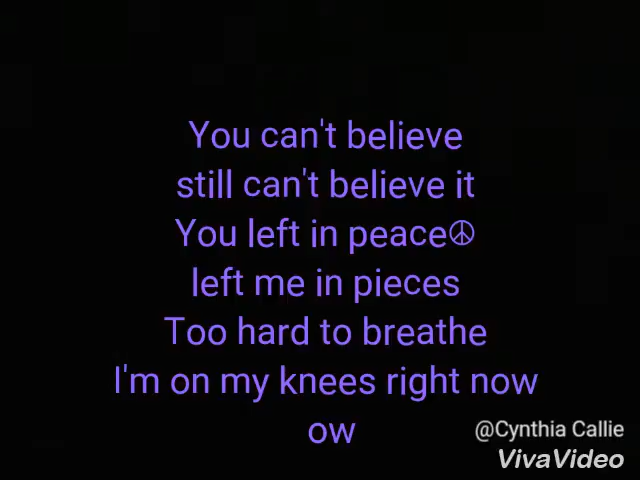 You can't believe
still can't believe it
You left in peace☮
left me in pieces
Too hard to breathe
I'm on my knees right now
ow
@Cynthia Callie
VivaVideo